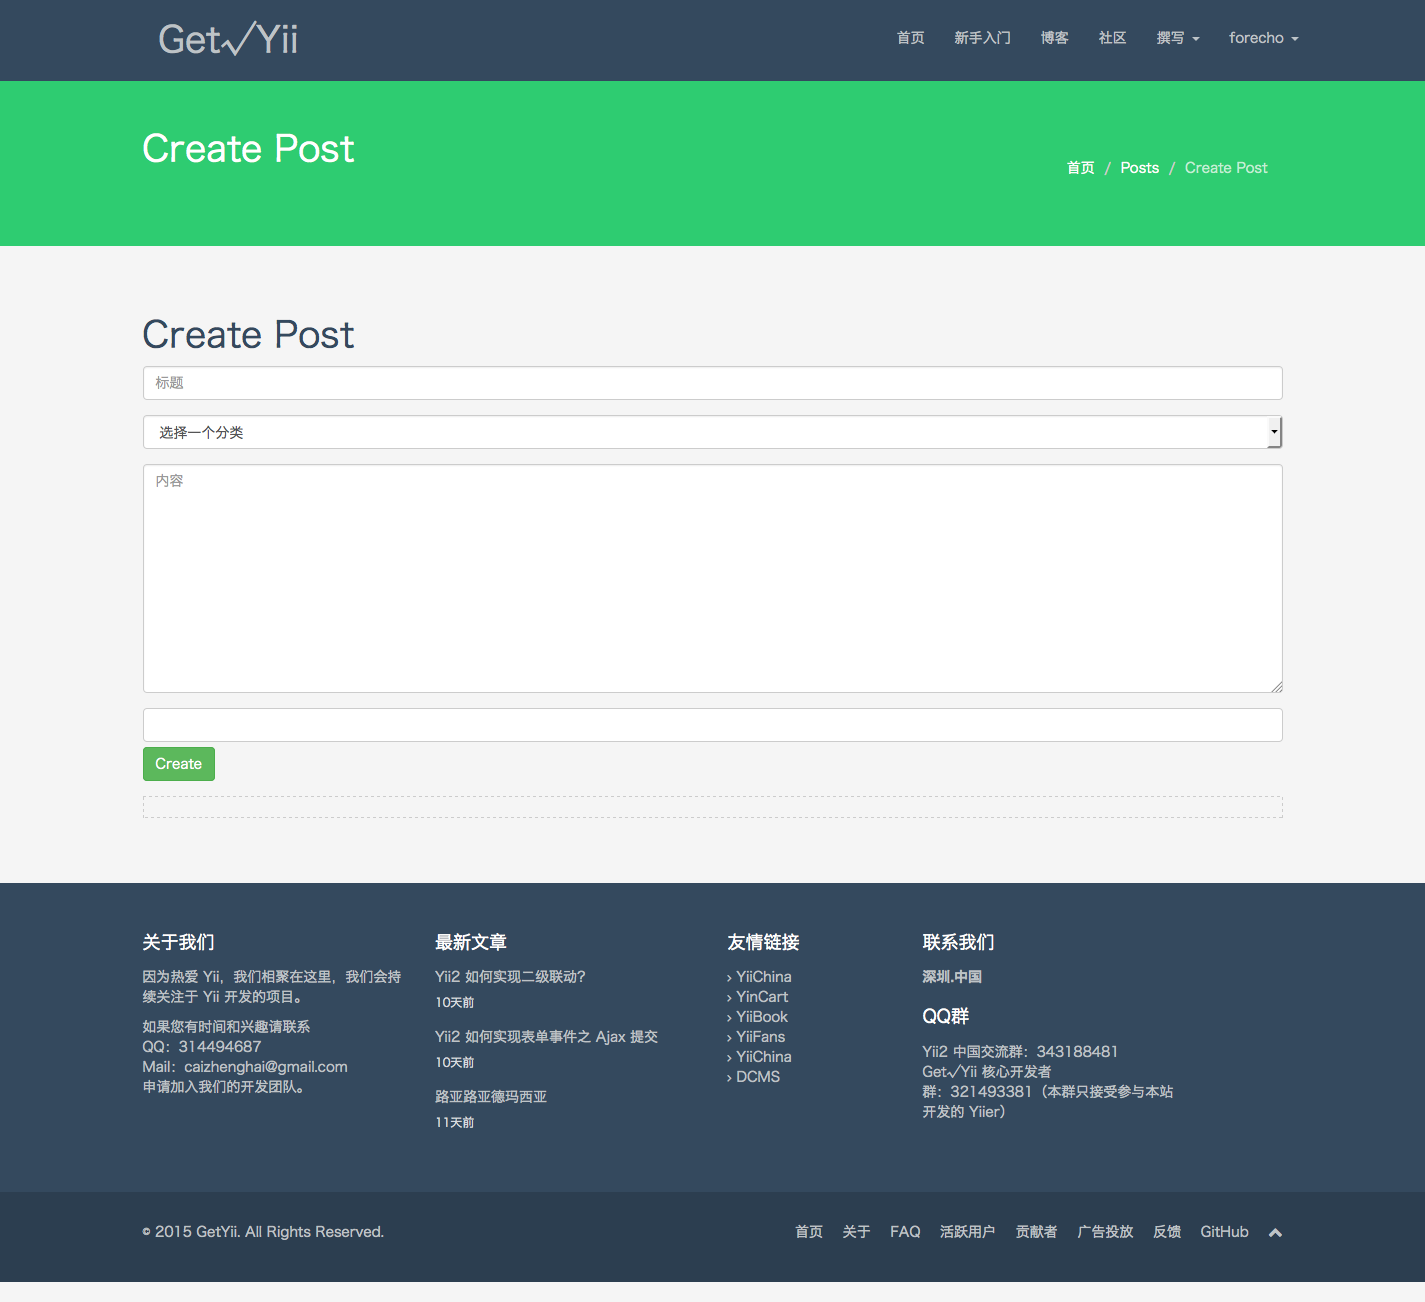 Get√Yii
首页 新手入门 博客 社区 撰写 forecho
Create Post
首页 / Posts / Create Post
Create Post
标题
选择一个分类
内容
Create
关于我们
因为热爱 Yii，我们相聚在这里，我们会持
续关注于 Yii 开发的项目。
如果您有时间和兴趣请联系
QQ：314494687
Mail：caizhenghai@gmail.com
申请加入我们的开发团队。
最新文章
Yii2 如何实现二级联动？
10天前
Yii2 如何实现表单事件之 Ajax 提交
10天前
路亚路亚德玛西亚
11天前
友情链接
› YiiChina
› YinCart
› YiiBook
› YiiFans
› YiiChina
› DCMS
联系我们
深圳.中国
QQ群
Yii2 中国交流群：343188481
Get√Yii 核心开发者
群：321493381（本群只接受参与本站
开发的 Yiier）
© 2015 GetYii. All Rights Reserved.
首页 关于 FAQ 活跃用户 贡献者 广告投放 反馈 GitHub